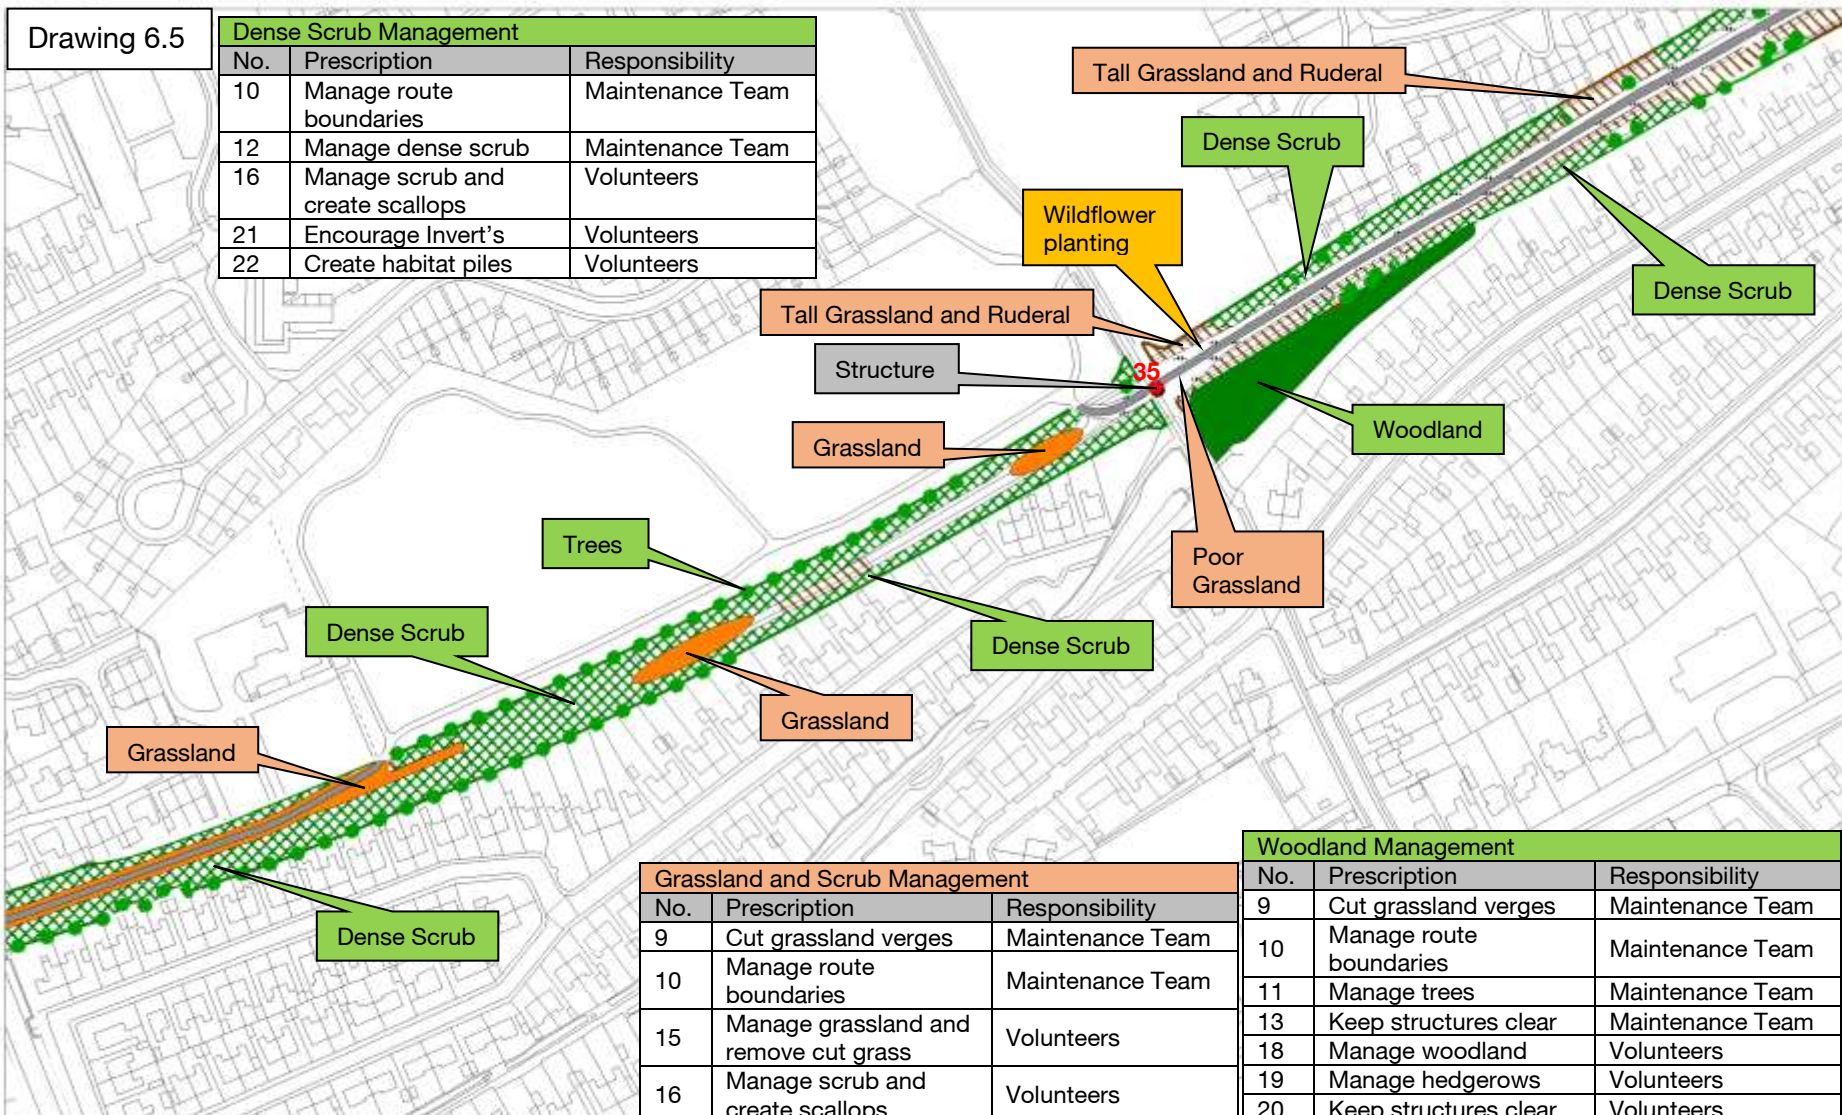 Drawing 6.5
Dense Scrub Management
No. Prescription Responsibility
10 Manage route boundaries Maintenance Team
12 Manage dense scrub Maintenance Team
16 Manage scrub and create scallops Volunteers
21 Encourage Invert's Volunteers
22 Create habitat piles Volunteers
Tall Grassland and Ruderal
Dense Scrub
Wildflower
planting
Dense Scrub
Tall Grassland and Ruderal
Structure
35
Grassland
Woodland
Trees
Poor
Grassland
Dense Scrub
Dense Scrub
Grassland
Grassland
Dense Scrub
Grassland and Scrub Management
No. Prescription Responsibility
9 Cut grassland verges Maintenance Team
10 Manage route boundaries Maintenance Team
15 Manage grassland and remove cut grass Volunteers
16 Manage scrub and create scallops Volunteers
Woodland Management
No. Prescription Responsibility
9 Cut grassland verges Maintenance Team
10 Manage route boundaries Maintenance Team
11 Manage trees Maintenance Team
13 Keep structures clear Maintenance Team
18 Manage woodland Volunteers
19 Manage hedgerows Volunteers
20 Keep structures clear Volunteers